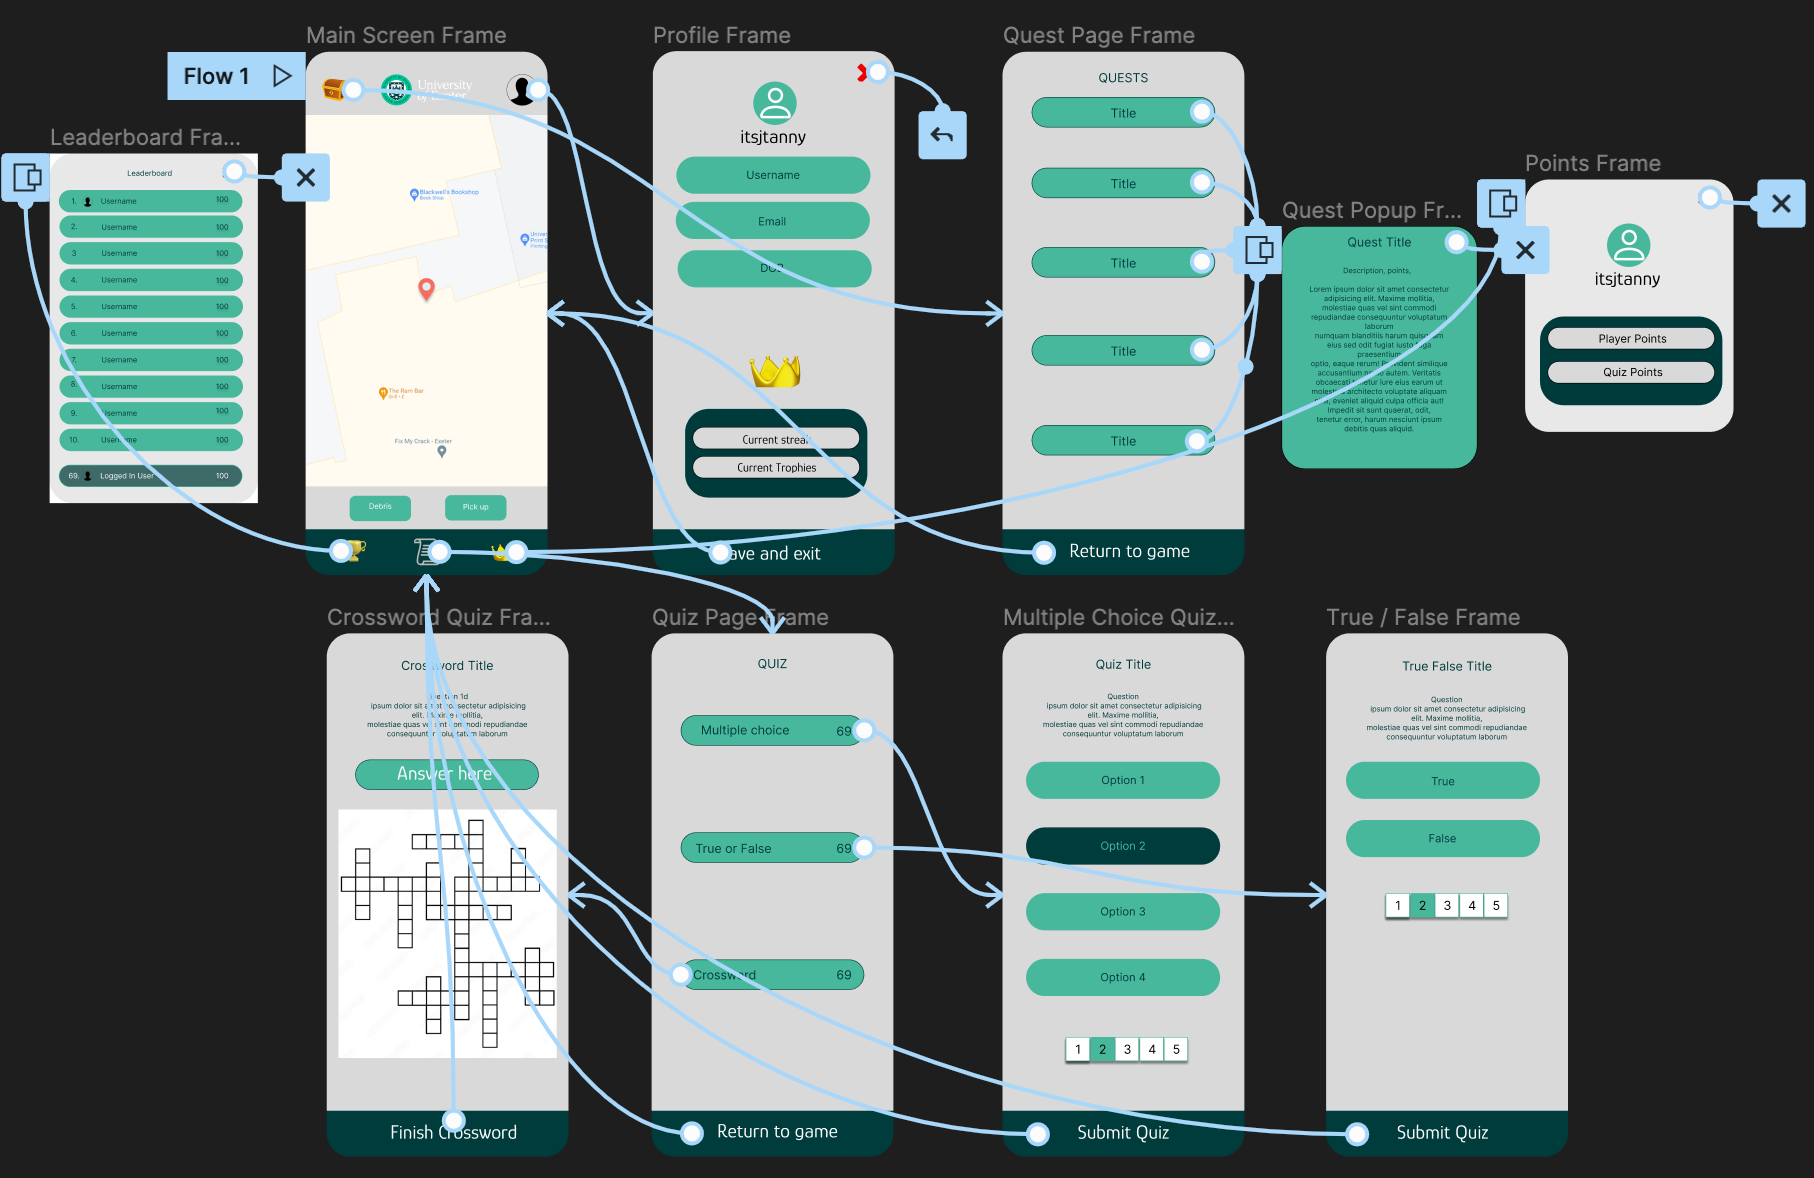 Main Screen Frame
Profile Frame
Quest Page Frame
Flow 1
University
of Exeter
Leaderboard Fra...
Leaderboard
1. Username 100
2. Username 100
3 Username 100
4. Username 100
5. Username 100
6. Username 100
7. Username 100
8. Username 100
9. Username 100
10. Username 100
69. Logged in User 100
Blackwell's Bookshop
Book Shop
Univer
Print S
The Ram Bar
Fix My Crack - Exeter
Debris
Pick up
itsjtanny
Username
Email
DOB
Current streak
Current Trophies
Save and exit
QUESTS
Title
Title
Title
Title
Title
Return to game
Quest Popup Fr...
Quest Title
Description, points,
Lorem ipsum dolor sit amet consectetur
adipisicing elit. Maxime mollitia,
molestiae quas vel sint commodi
repudiandae consequuntur voluptatum
laborum
numquam blanditiis harum quisquam
eius sed odit fugiat iusto fuga
praesentium
optio, eaque rerum! Provident similique
accusantium nemo autem. Veritatis
obcaecati tenetur iure eius earum ut
molestias architecto voluptate aliquam
nihil, eveniet aliquid culpa officia aut!
Impedit sit sunt quaerat, odit,
tenetur error, harum nesciunt ipsum
debitis quas aliquid.
Points Frame
itsjtanny
Player Points
Quiz Points
Crossword Quiz Fra...
Crossword Title
Question 1d
ipsum dolor sit amet consectetur adipisicing
elit. Maxime mollitia,
molestiae quas vel sint commodi repudiandae
consequuntur voluptatum laborum
Answer here
Finish Crossword
Quiz Page Frame
QUIZ
Multiple choice 69
True or False 69
Crossword 69
Return to game
Multiple Choice Quiz...
Quiz Title
Question
ipsum dolor sit amet consectetur adipisicing
elit. Maxime mollitia,
molestiae quas vel sint commodi repudiandae
consequuntur voluptatum laborum
Option 1
Option 2
Option 3
Option 4
1 2 3 4 5
Submit Quiz
True / False Frame
True False Title
Question
ipsum dolor sit amet consectetur adipisicing
elit. Maxime mollitia,
molestiae quas vel sint commodi repudiandae
consequuntur voluptatum laborum
True
False
1 2 3 4 5
Submit Quiz